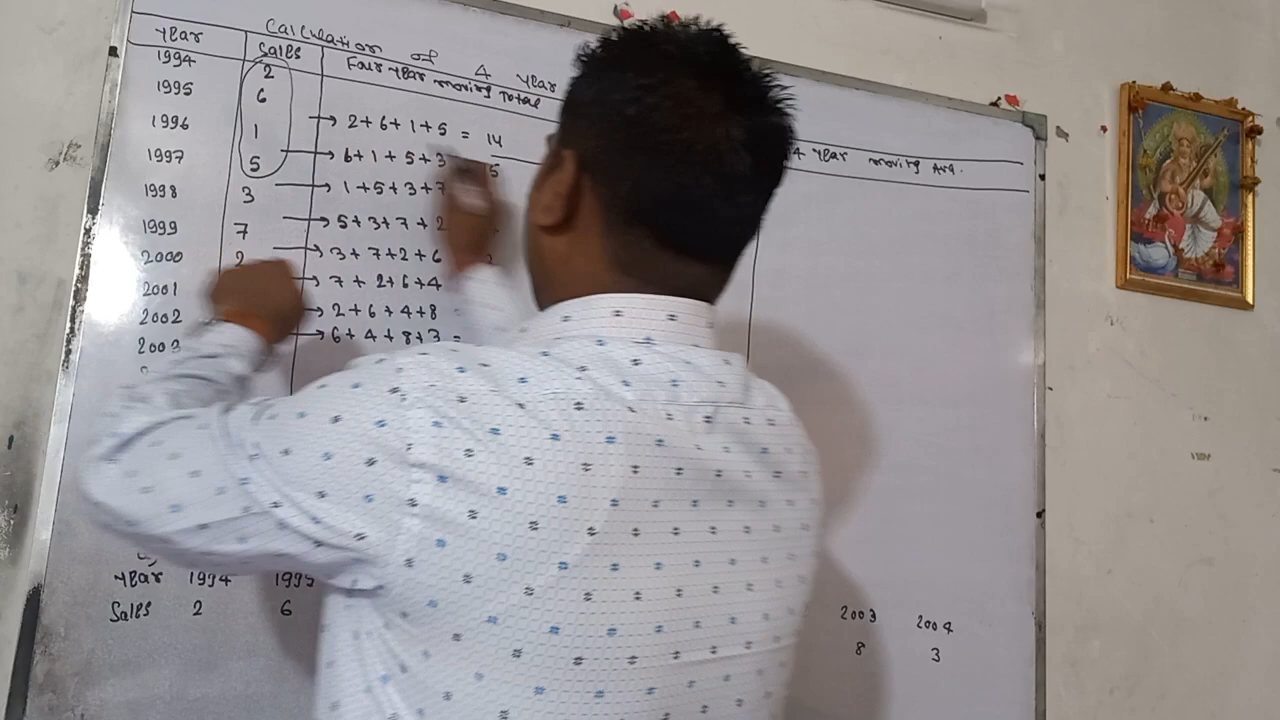 Calculation of 4 Year
Year Sales Four Year moving Total 4 Year moving Avg.
1994 2
1995 6
1996 1 → 2+6+1+5 = 14
1997 5 → 6+1+5+3 15
1998 3 → 1+5+3+7
1999 7 → 5+3+7+2
2000 2 → 3+7+2+6
2001 → 7+2+6+4
2002 → 2+6+4+8
2003 → 6+4+8+3 =
Year 1994 1995 2003 2004
Sales 2 6 8 3